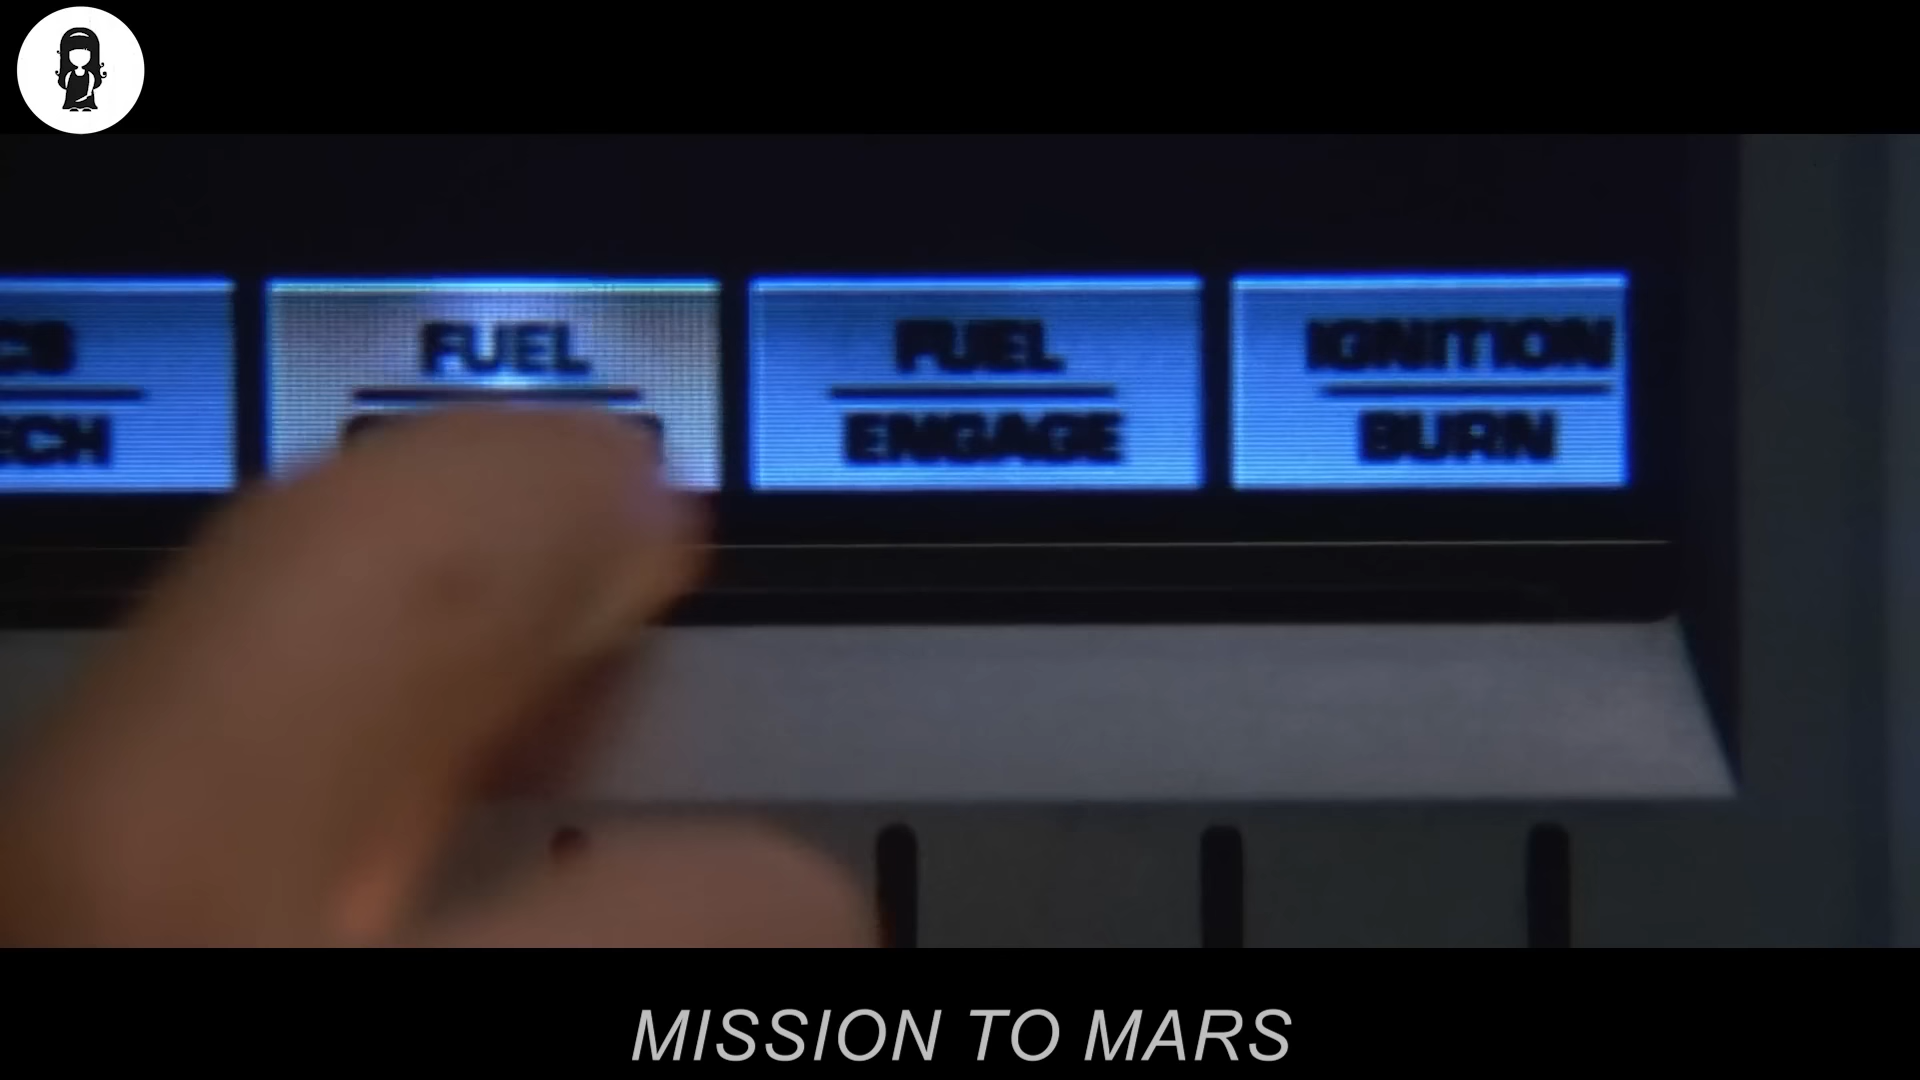 FUEL
FUEL
ENGAGE
IGNITION
BURN
MISSION TO MARS